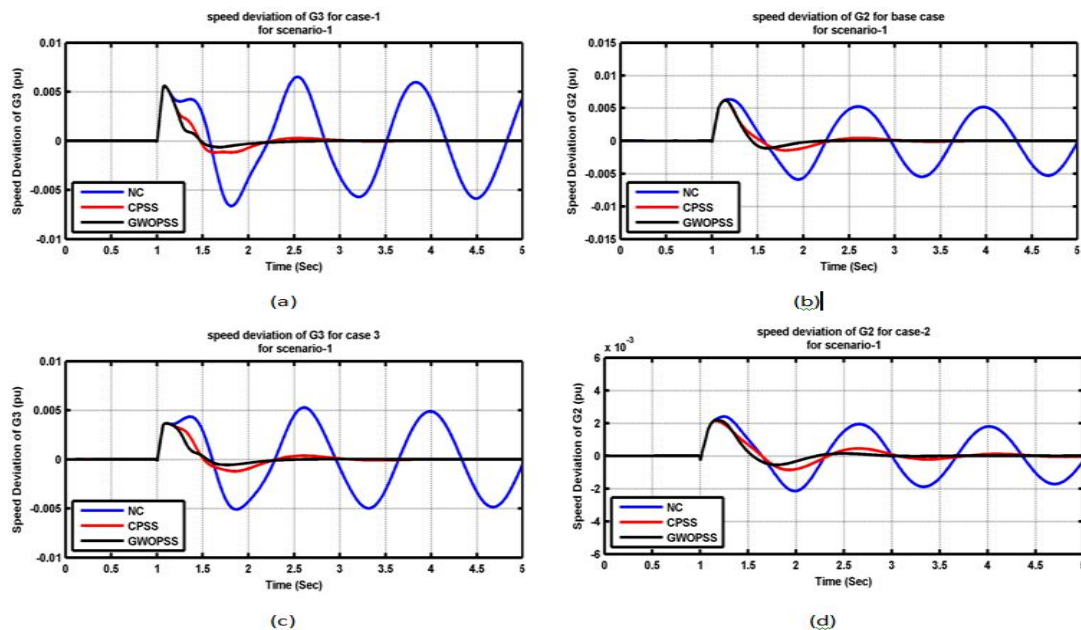 speed deviation of G3 for case-1
for scenario-1
0.01
0.005
0
-0.005
-0.01
Speed Deviation of G3 (pu)
NC
CPSS
GWOPSS
0 0.5 1 1.5 2 2.5 3 3.5 4 4.5 5
Time (Sec)
(a)
speed deviation of G2 for base case
for scenario-1
0.015
0.01
0.005
0
-0.005
-0.01
-0.015
Speed Deviation of G2 (pu)
NC
CPSS
GWOPSS
0 0.5 1 1.5 2 2.5 3 3.5 4 4.5 5
Time (Sec)
(b)
speed deviation of G3 for case 3
for scenario-1
0.01
0.005
0
-0.005
-0.01
Speed Deviation of G3 (pu)
NC
CPSS
GWOPSS
0 0.5 1 1.5 2 2.5 3 3.5 4 4.5 5
Time (Sec)
(c)
speed deviation of G2 for case-2
for scenario-1
x 10⁻³
6
4
2
0
-2
-4
-6
Speed Deviation of G2 (pu)
NC
CPSS
GWOPSS
0 0.5 1 1.5 2 2.5 3 3.5 4 4.5 5
Time (Sec)
(d)